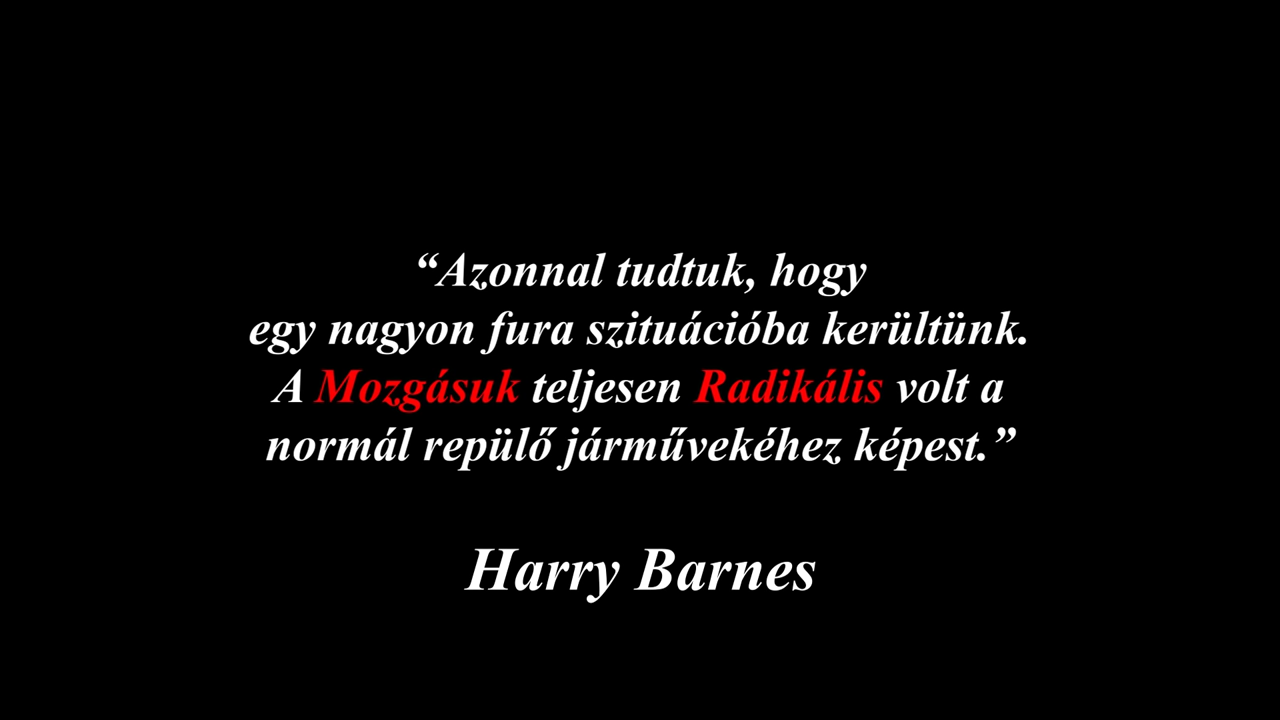 “Azonnal tudtuk, hogy
egy nagyon fura szituációba kerültünk.
A Mozgásuk teljesen Radikális volt a
normál repülő járművekéhez képest.”
Harry Barnes